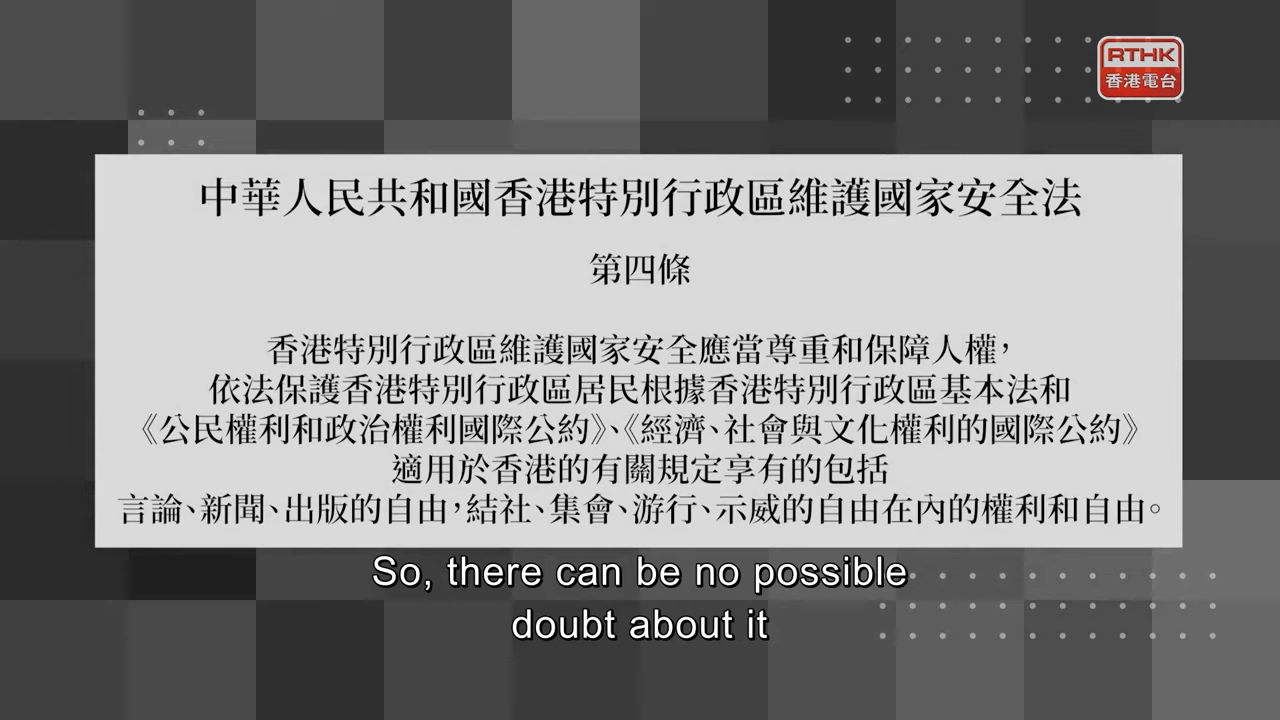 RTHK
香港電台
中華人民共和國香港特別行政區維護國家安全法
第四條
香港特別行政區維護國家安全應當尊重和保障人權，
依法保護香港特別行政區居民根據香港特別行政區基本法和
《公民權利和政治權利國際公約》、《經濟、社會與文化權利的國際公約》
適用於香港的有關規定享有的包括
言論、新聞、出版的自由，結社、集會、游行、示威的自由在內的權利和自由。
So, there can be no possible
doubt about it